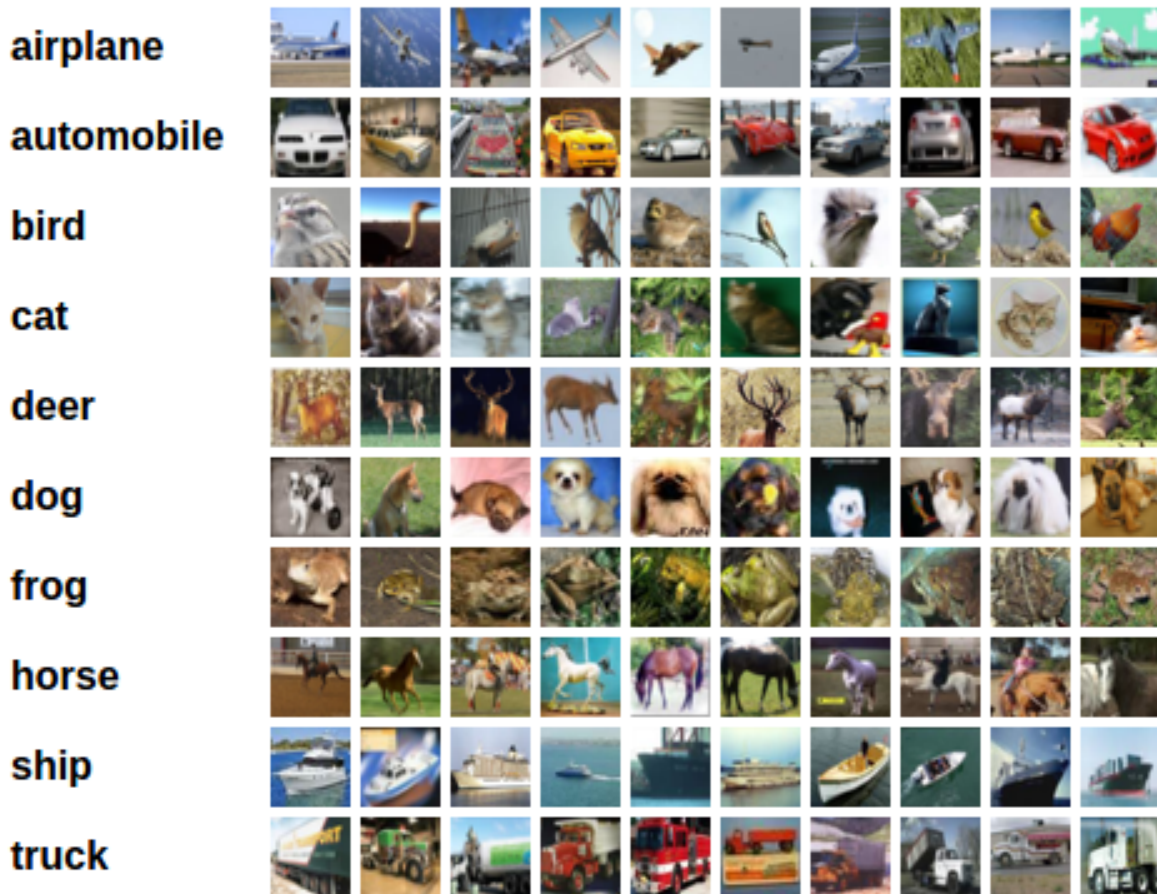 airplane
automobile
bird
cat
deer
dog
frog
horse
ship
truck